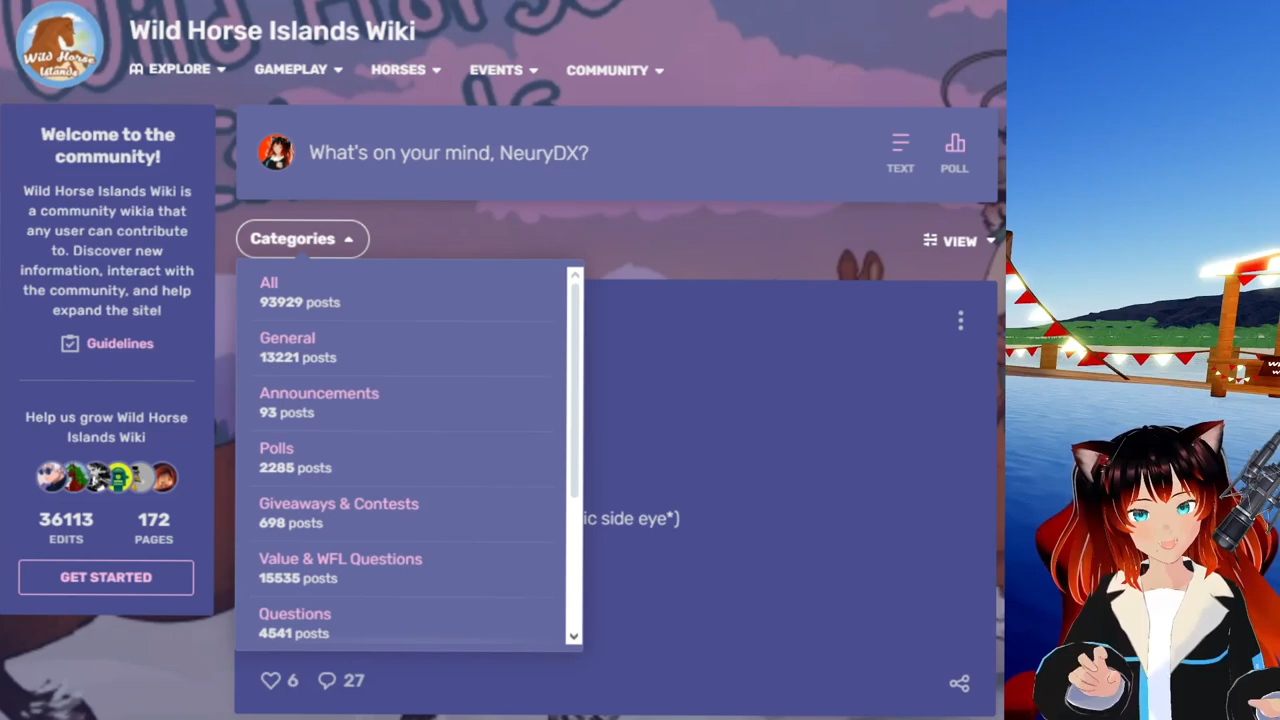 Wild Horse Islands Wiki
Wild Horse
Islands
EXPLORE
GAMEPLAY
HORSES
EVENTS
COMMUNITY
Welcome to the
community!
Wild Horse Islands Wiki is
a community wikia that
any user can contribute
to. Discover new
information, interact with
the community, and help
expand the site!
Guidelines
Help us grow Wild Horse
Islands Wiki
36113
172
EDITS
PAGES
GET STARTED
What's on your mind, NeuryDX?
TEXT
POLL
Categories
VIEW
All
93929 posts
General
13221 posts
Announcements
93 posts
Polls
2285 posts
Giveaways & Contests
698 posts
Value & WFL Questions
15535 posts
Questions
4541 posts
ic side eye*)
6
27